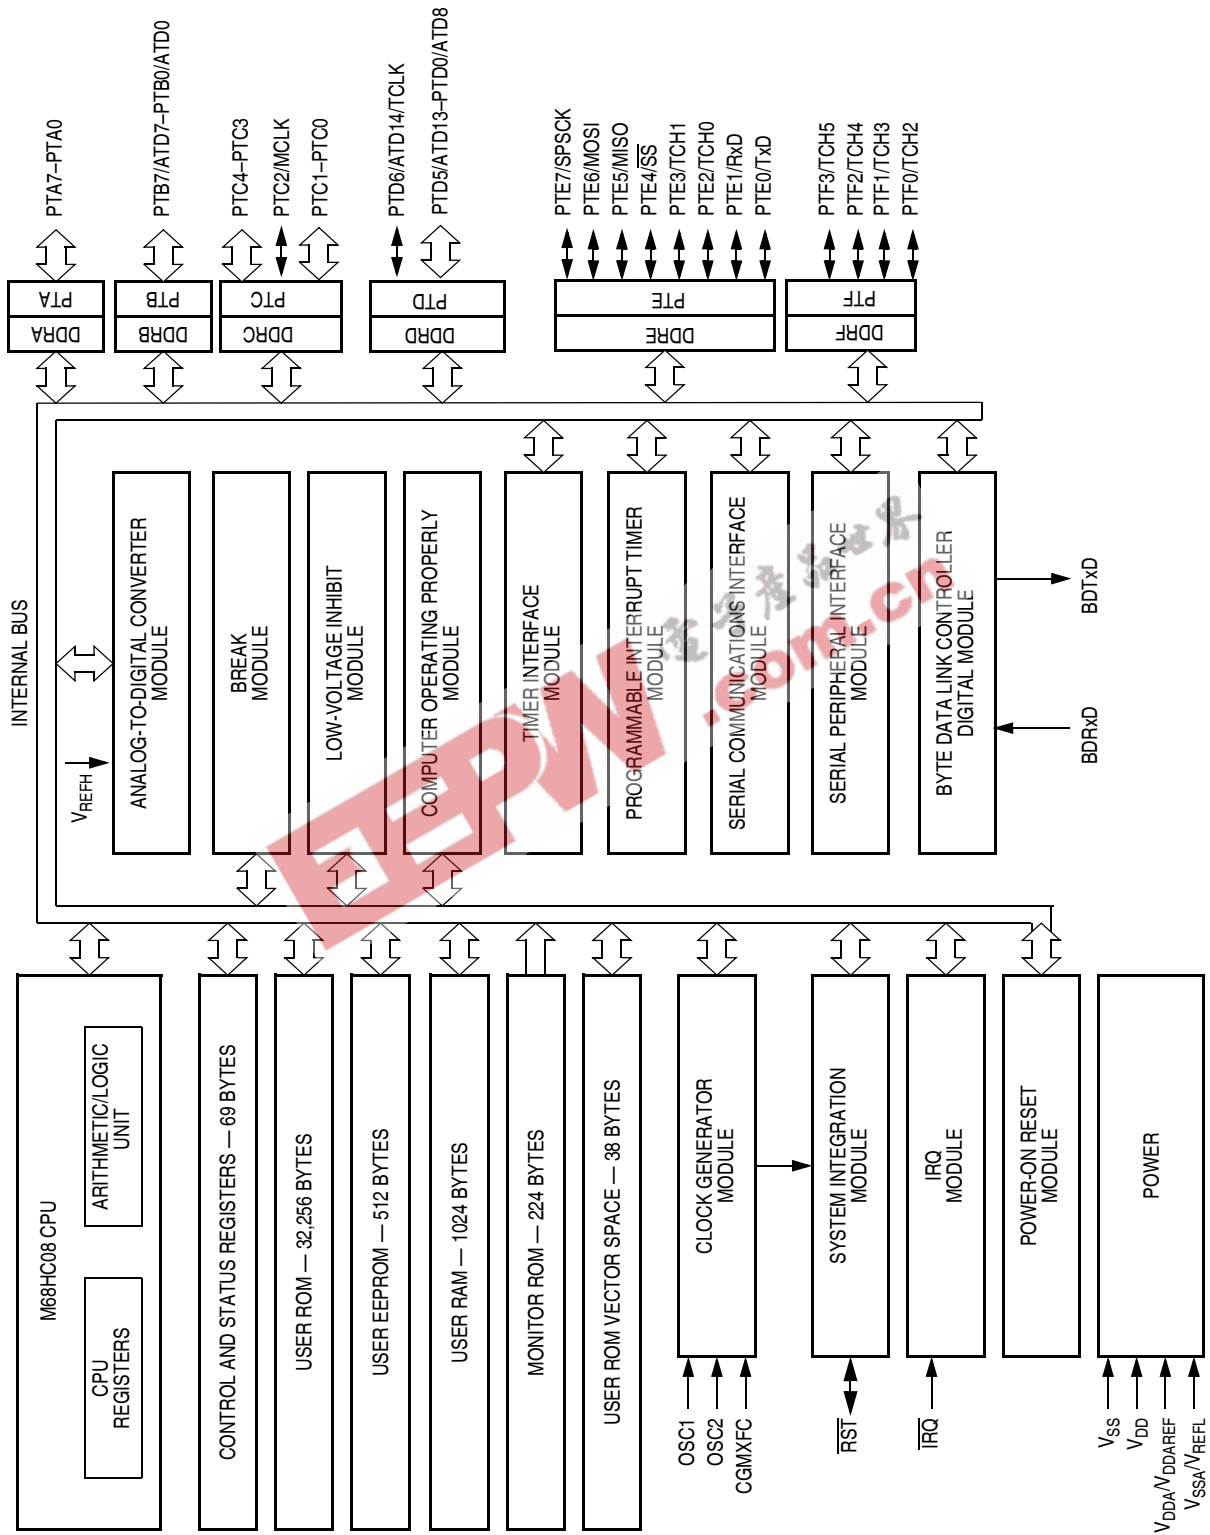 M68HC08 CPU
CPU
REGISTERS
ARITHMETIC/LOGIC
UNIT
CONTROL AND STATUS REGISTERS — 69 BYTES
USER ROM — 32,256 BYTES
USER EEPROM — 512 BYTES
USER RAM — 1024 BYTES
MONITOR ROM — 224 BYTES
USER ROM VECTOR SPACE — 38 BYTES
OSC1
OSC2
CGMXFC
CLOCK GENERATOR
MODULE
RST
SYSTEM INTEGRATION
MODULE
IRQ
IRQ
MODULE
POWER-ON RESET
MODULE
VSS
VDD
VDDA/VDDAREF
VSSA/VREFL
POWER
INTERNAL BUS
VREFH
ANALOG-TO-DIGITAL CONVERTER
MODULE
BREAK
MODULE
LOW-VOLTAGE INHIBIT
MODULE
COMPUTER OPERATING PROPERLY
MODULE
TIMER INTERFACE
MODULE
PROGRAMMABLE INTERRUPT TIMER
MODULE
SERIAL COMMUNICATIONS INTERFACE
MODULE
SERIAL PERIPHERAL INTERFACE
MODULE
BYTE DATA LINK CONTROLLER
DIGITAL MODULE
BDRxD
BDTxD
DDRA
PTA
PTA7–PTA0
DDRB
PTB
PTB7/ATD7–PTB0/ATD0
DDRC
PTC
PTC4–PTC3
PTC2/MCLK
PTC1–PTC0
DDRD
PTD
PTD6/ATD14/TCLK
PTD5/ATD13–PTD0/ATD8
DDRE
PTE
PTE7/SPSCK
PTE6/MOSI
PTE5/MISO
PTE4/SS
PTE3/TCH1
PTE2/TCH0
PTE1/RxD
PTE0/TxD
DDRF
PTF
PTF3/TCH5
PTF2/TCH4
PTF1/TCH3
PTF0/TCH2
EEPW
.com.cn
电子產品世界